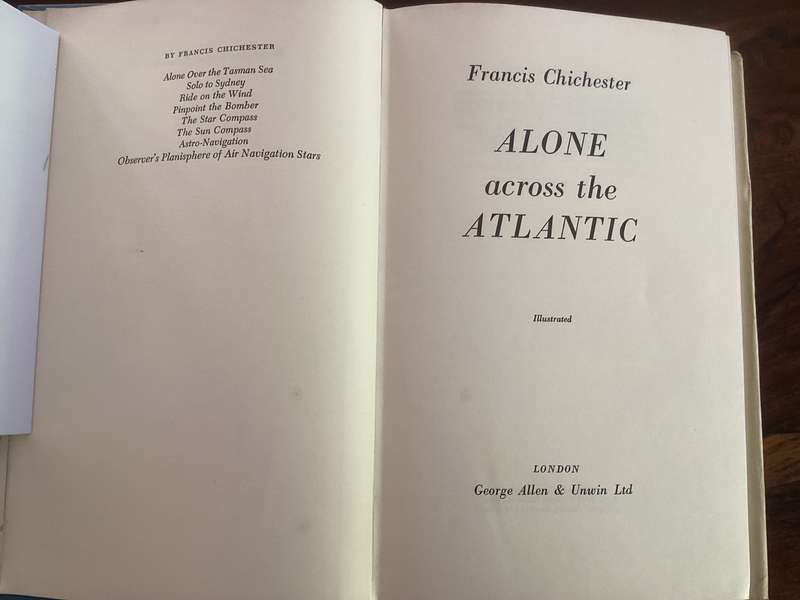 BY FRANCIS CHICHESTER
Alone Over the Tasman Sea
Solo to Sydney
Ride on the Wind
Pinpoint the Bomber
The Star Compass
The Sun Compass
Astro-Navigation
Observer's Planisphere of Air Navigation Stars
Francis Chichester
ALONE
across the
ATLANTIC
Illustrated
LONDON
George Allen & Unwin Ltd